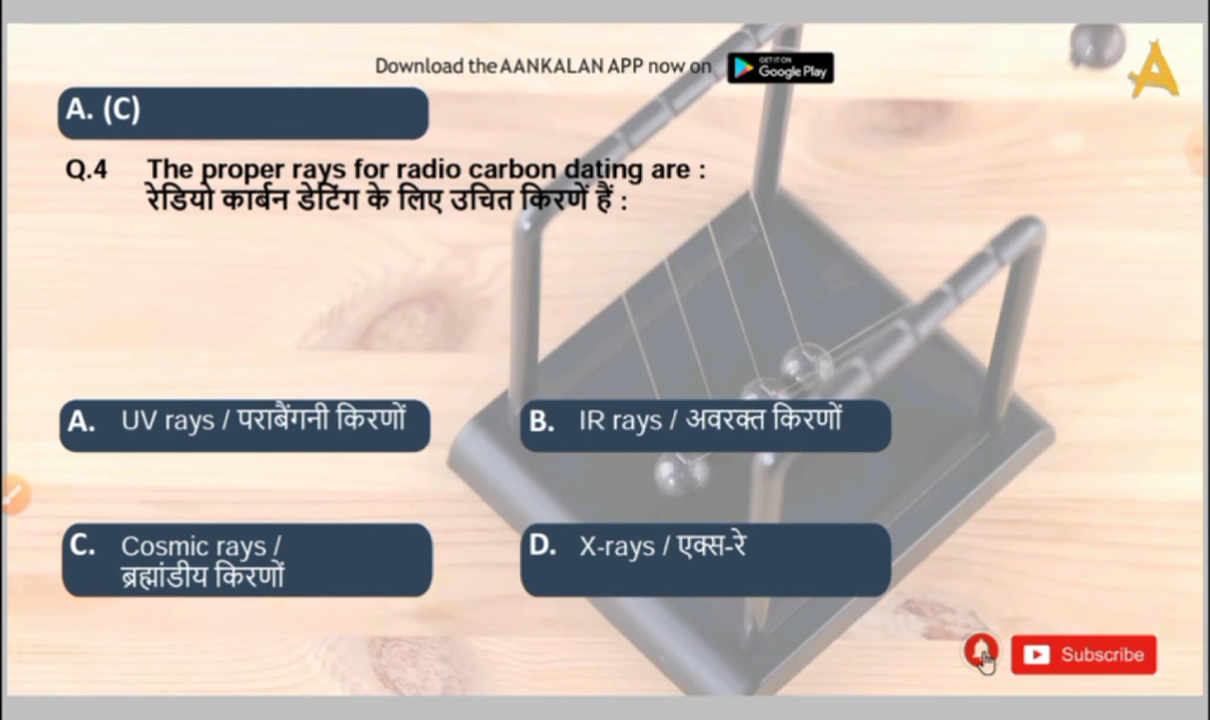 Download the AANKALAN APP now on
GET IT ON
Google Play
A
A. (C)
Q.4 The proper rays for radio carbon dating are :
रेडियो कार्बन डेटिंग के लिए उचित किरणें हैं :
A. UV rays / पराबैंगनी किरणों
B. IR rays / अवरक्त किरणों
C. Cosmic rays /
ब्रह्मांडीय किरणों
D. X-rays / एक्स-रे
Subscribe